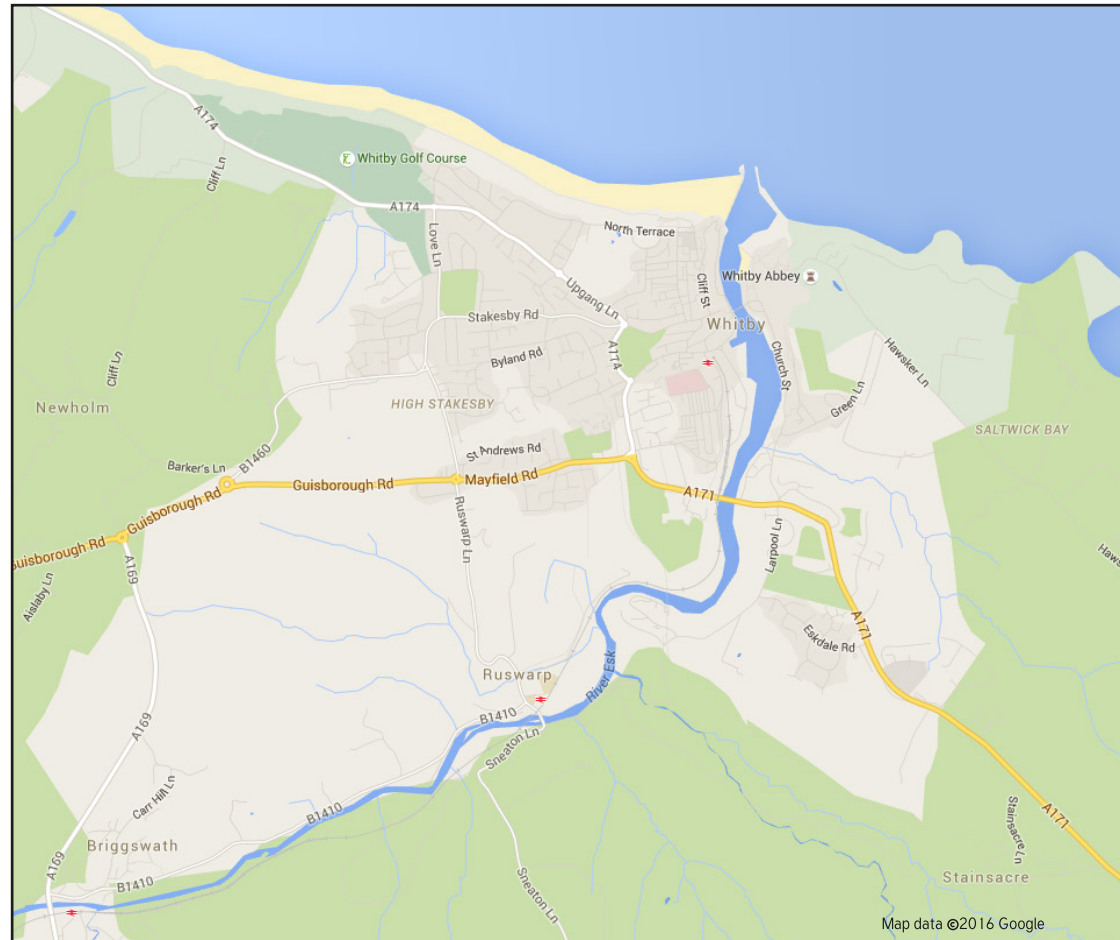 A174
Cliff Ln
Whitby Golf Course
A174
Love Ln
North Terrace
Whitby Abbey
Cliff St
Upgang Ln
Stakesby Rd
Whitby
Byland Rd
A174
Church St
Hawsker Ln
Cliff Ln
Green Ln
Newholm
HIGH STAKESBY
SALTWICK BAY
St Andrews Rd
B1460
Barker's Ln
Guisborough Rd
Mayfield Rd
A171
Guisborough Rd
Guisborough Rd
Ruswarp Ln
Larpool Ln
A169
Aislaby Ln
Eskdale Rd
A171
River Esk
Ruswarp
B1410
A169
Sneaton Ln
Carr Hill Ln
B1410
A171
Briggswath
Stainsacre Ln
A169
B1410
Sneaton Ln
Stainsacre
Map data ©2016 Google